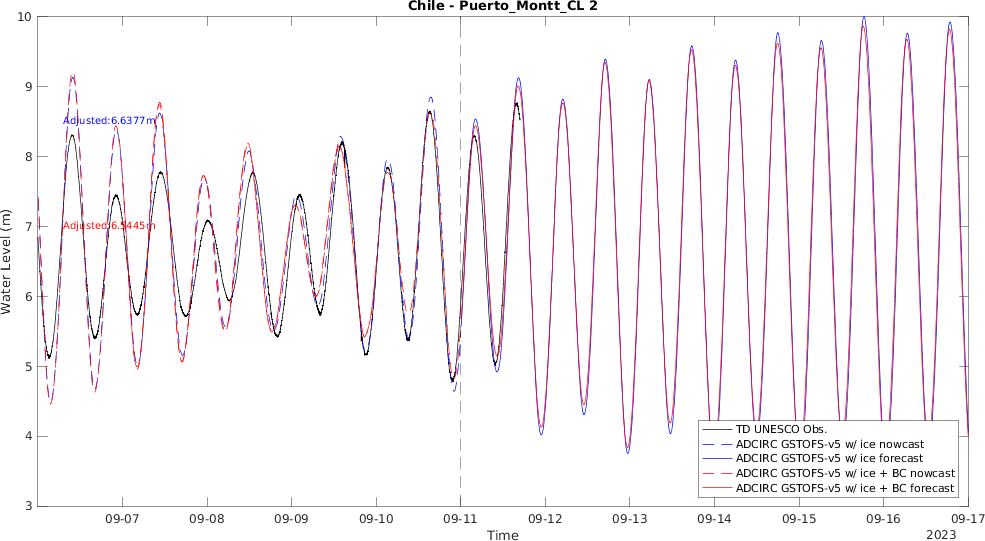 Chile - Puerto_Montt_CL 2
10
9
8
7
6
5
4
3
Water Level (m)
Adjusted:6.6377m
Adjusted:6.5445m
TD UNESCO Obs.
ADCIRC GSTOFS-v5 w/ ice nowcast
ADCIRC GSTOFS-v5 w/ ice forecast
ADCIRC GSTOFS-v5 w/ ice + BC nowcast
ADCIRC GSTOFS-v5 w/ ice + BC forecast
09-07 09-08 09-09 09-10 09-11 09-12 09-13 09-14 09-15 09-16 09-17
Time
2023